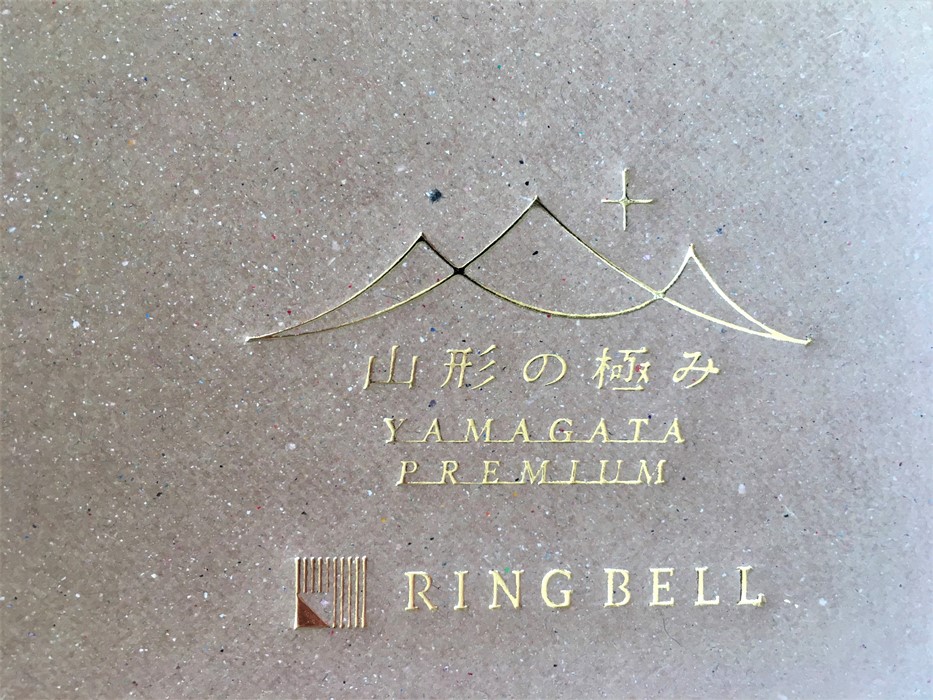 山形の極み
YAMAGATA
PREMIUM
RING BELL